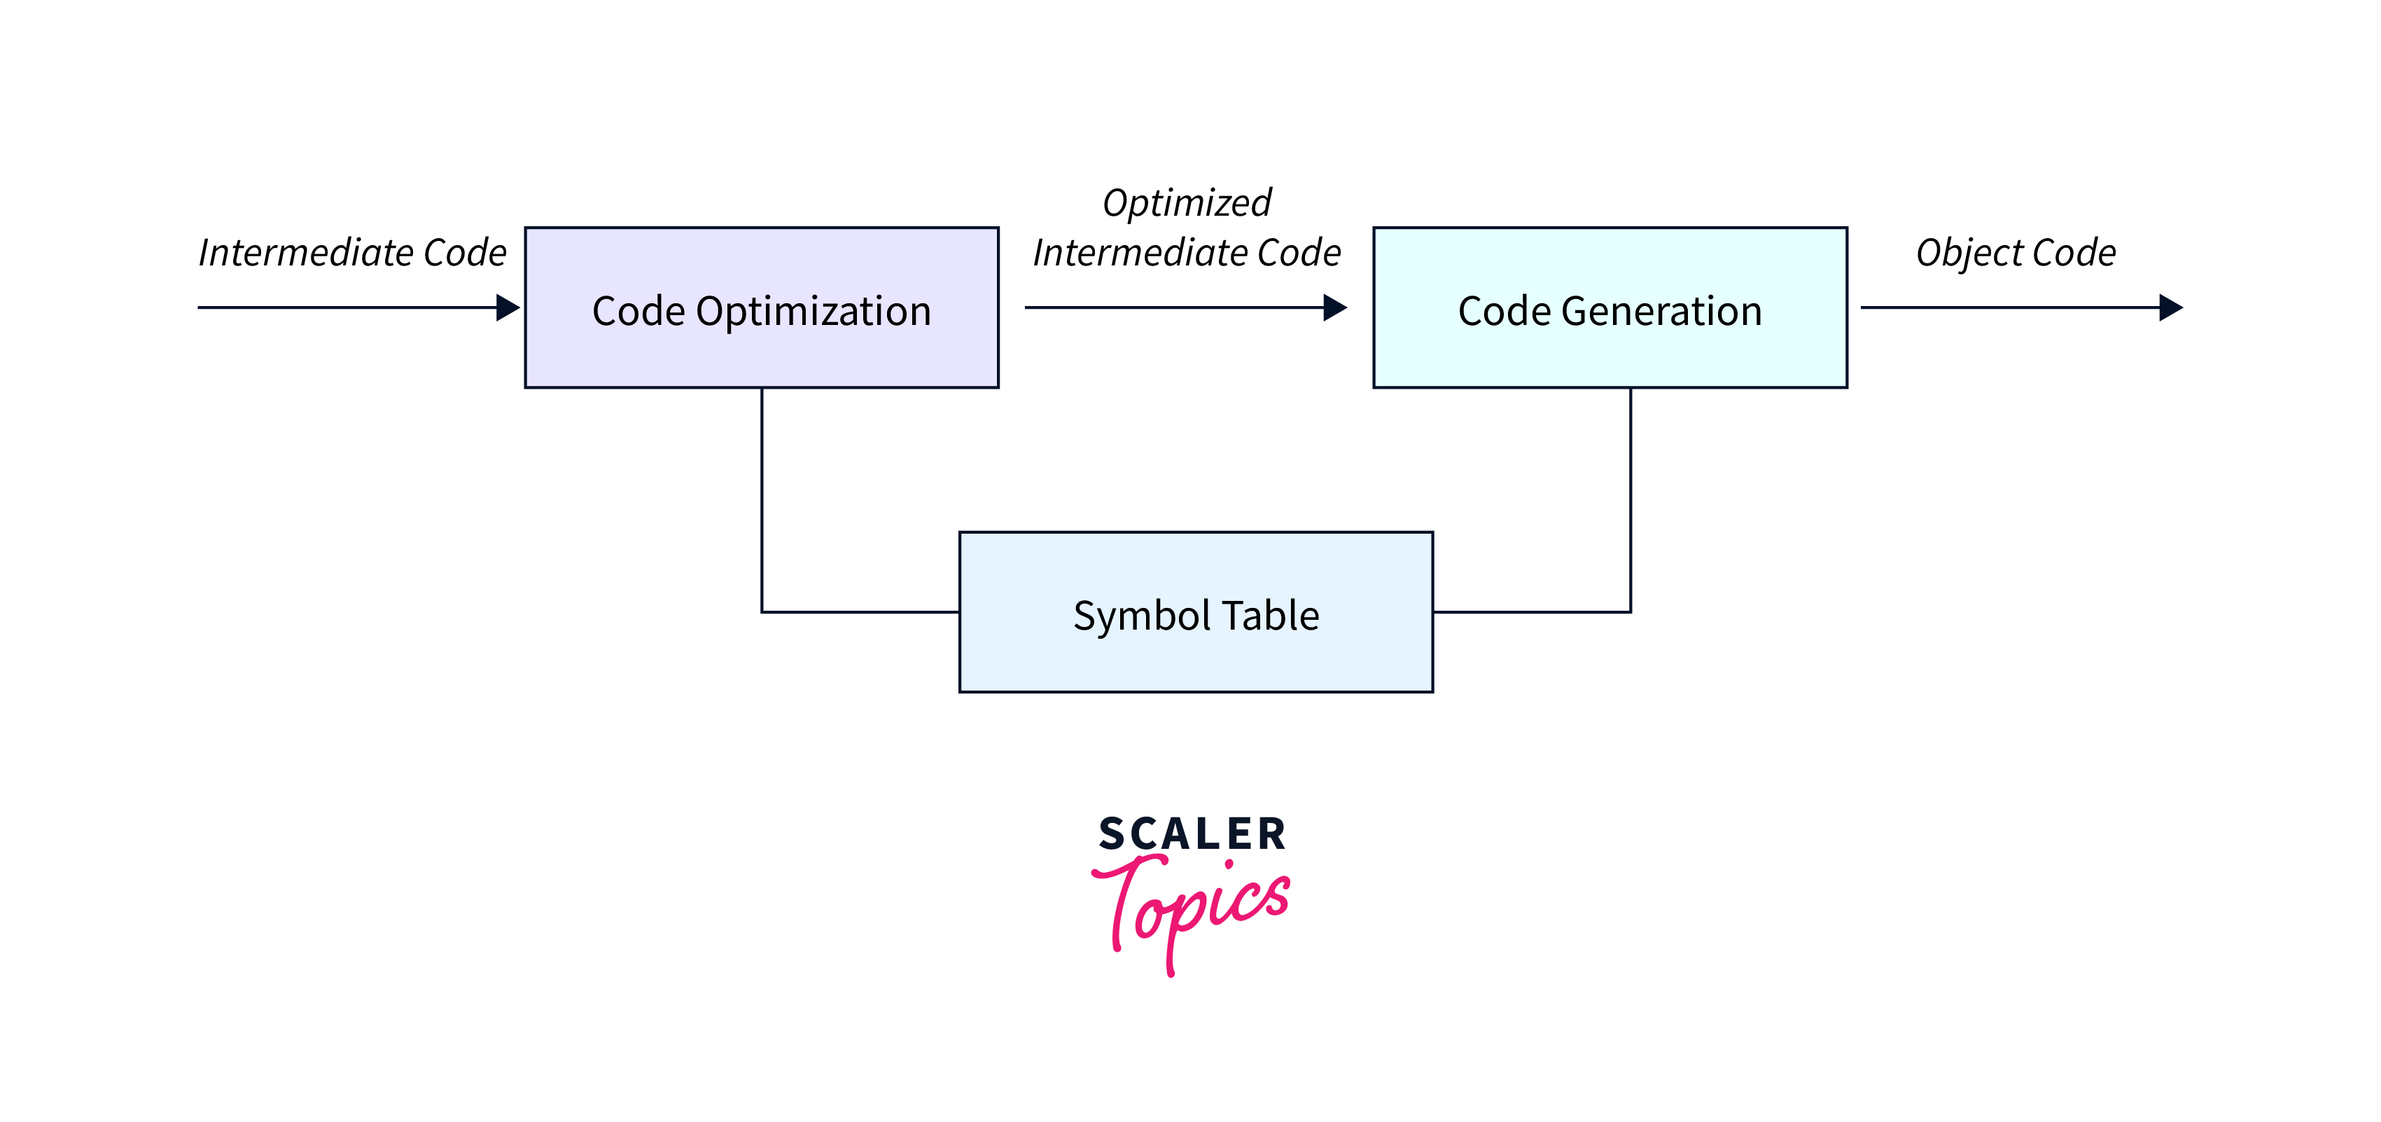 Optimized
Intermediate Code
Intermediate Code
Object Code
Code Optimization
Code Generation
Symbol Table
SCALER
Topics